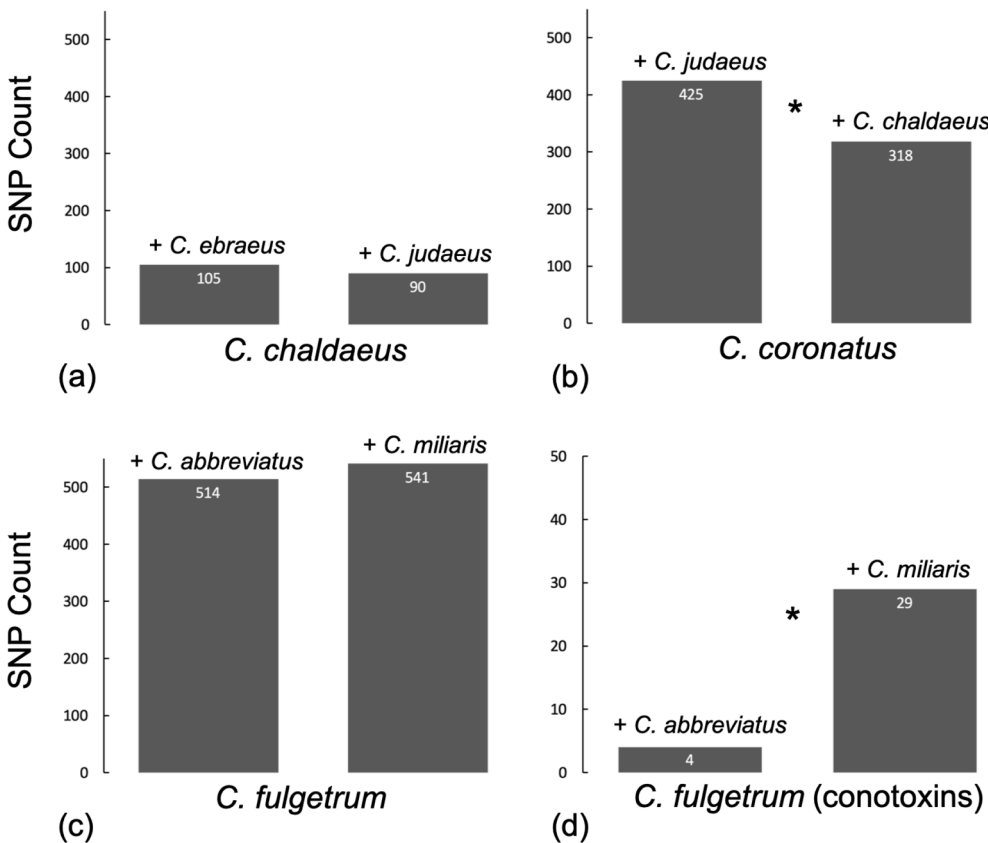 500
400
300
200
100
0
SNP Count
+ C. ebraeus
105
+ C. judaeus
90
C. chaldaeus
(a)
500
400
300
200
100
0
+ C. judaeus
425
*
+ C. chaldaeus
318
C. coronatus
(b)
500
400
300
200
100
0
SNP Count
+ C. abbreviatus
514
+ C. miliaris
541
C. fulgetrum
(c)
50
40
30
20
10
0
+ C. abbreviatus
4
*
+ C. miliaris
29
C. fulgetrum (conotoxins)
(d)